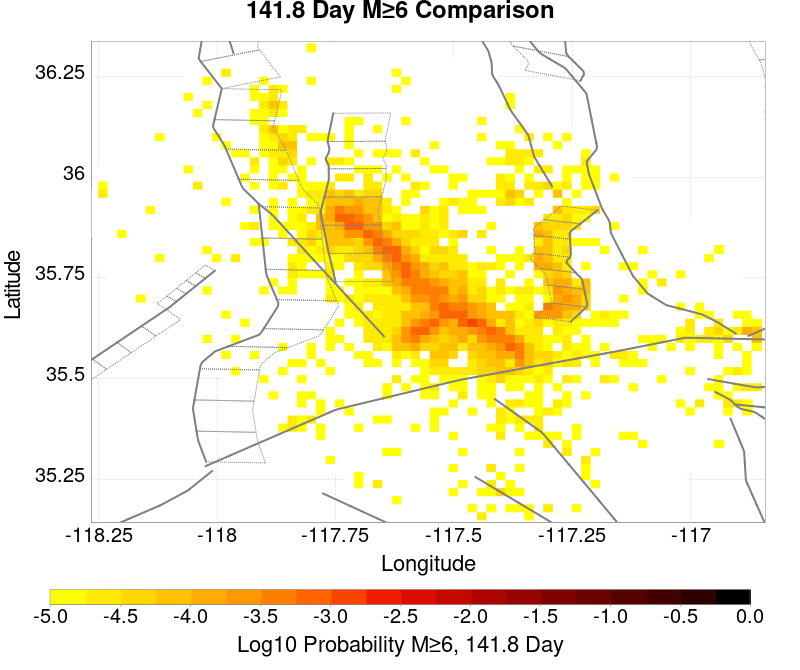 141.8 Day M≥6 Comparison
36.25
36
35.75
35.5
35.25
Latitude
-118.25 -118 -117.75 -117.5 -117.25 -117
Longitude
-5.0 -4.5 -4.0 -3.5 -3.0 -2.5 -2.0 -1.5 -1.0 -0.5 0.0
Log10 Probability M≥6, 141.8 Day